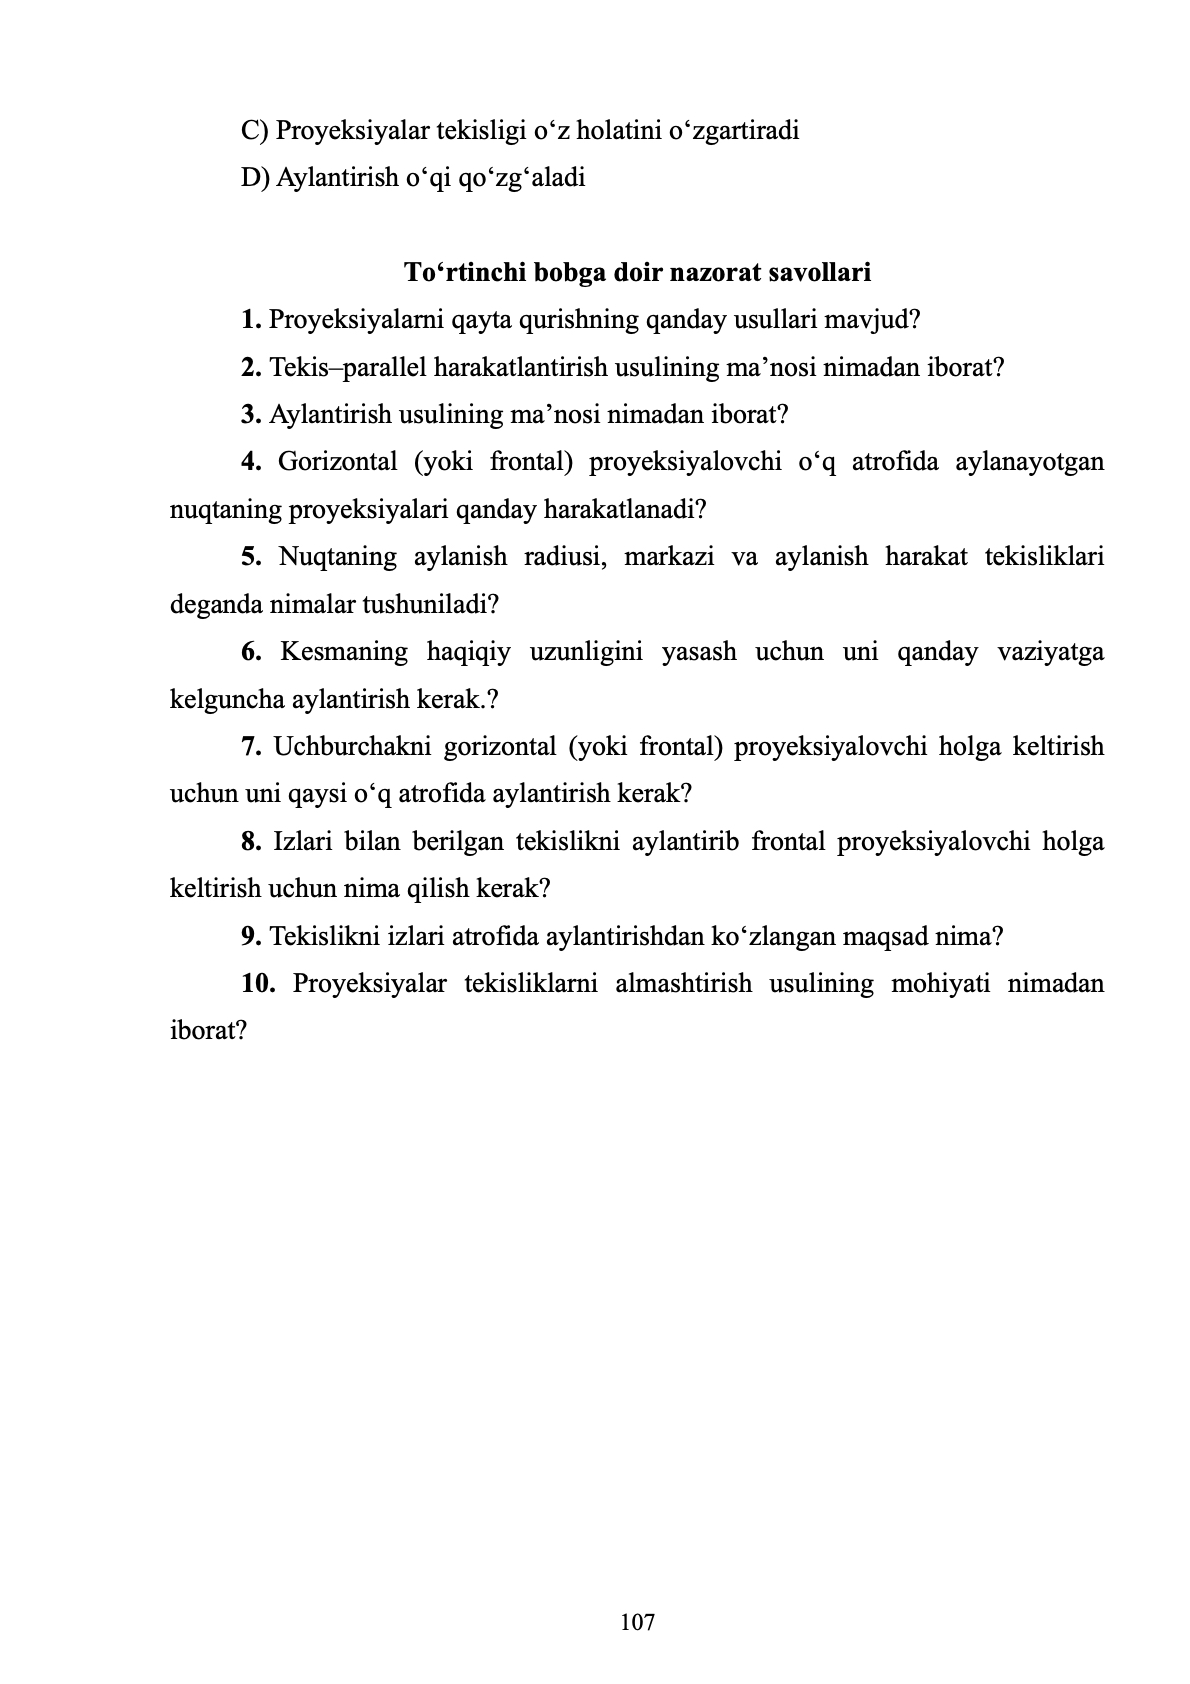 C) Proyeksiyalar tekisligi o‘z holatini o‘zgartiradi
D) Aylantirish o‘qi qo‘zg‘aladi
To‘rtinchi bobga doir nazorat savollari
1. Proyeksiyalarni qayta qurishning qanday usullari mavjud?
2. Tekis–parallel harakatlantirish usulining ma’nosi nimadan iborat?
3. Aylantirish usulining ma’nosi nimadan iborat?
4. Gorizontal (yoki frontal) proyeksiyalovchi o‘q atrofida aylanayotgan
nuqtaning proyeksiyalari qanday harakatlanadi?
5. Nuqtaning aylanish radiusi, markazi va aylanish harakat tekisliklari
deganda nimalar tushuniladi?
6. Kesmaning haqiqiy uzunligini yasash uchun uni qanday vaziyatga
kelguncha aylantirish kerak.?
7. Uchburchakni gorizontal (yoki frontal) proyeksiyalovchi holga keltirish
uchun uni qaysi o‘q atrofida aylantirish kerak?
8. Izlari bilan berilgan tekislikni aylantirib frontal proyeksiyalovchi holga
keltirish uchun nima qilish kerak?
9. Tekislikni izlari atrofida aylantirishdan ko‘zlangan maqsad nima?
10. Proyeksiyalar tekisliklarni almashtirish usulining mohiyati nimadan
iborat?
107